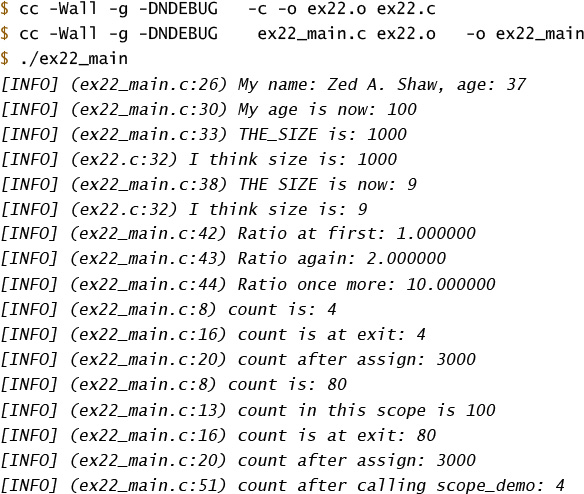 $ cc -Wall -g -DNDEBUG   -c -o ex22.o ex22.c
$ cc -Wall -g -DNDEBUG    ex22_main.c ex22.o   -o ex22_main
$ ./ex22_main
[INFO] (ex22_main.c:26) My name: Zed A. Shaw, age: 37
[INFO] (ex22_main.c:30) My age is now: 100
[INFO] (ex22_main.c:33) THE_SIZE is: 1000
[INFO] (ex22.c:32) I think size is: 1000
[INFO] (ex22_main.c:38) THE SIZE is now: 9
[INFO] (ex22.c:32) I think size is: 9
[INFO] (ex22_main.c:42) Ratio at first: 1.000000
[INFO] (ex22_main.c:43) Ratio again: 2.000000
[INFO] (ex22_main.c:44) Ratio once more: 10.000000
[INFO] (ex22_main.c:8) count is: 4
[INFO] (ex22_main.c:16) count is at exit: 4
[INFO] (ex22_main.c:20) count after assign: 3000
[INFO] (ex22_main.c:8) count is: 80
[INFO] (ex22_main.c:13) count in this scope is 100
[INFO] (ex22_main.c:16) count is at exit: 80
[INFO] (ex22_main.c:20) count after assign: 3000
[INFO] (ex22_main.c:51) count after calling scope_demo: 4